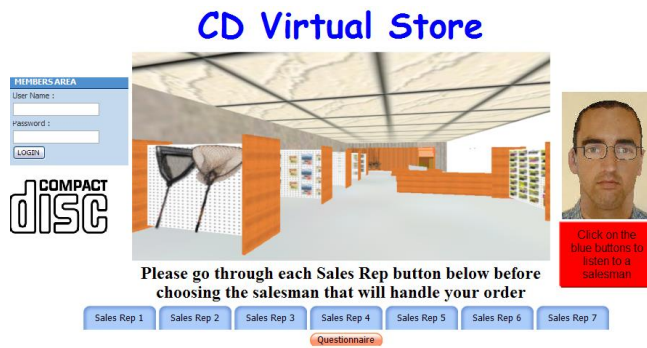 CD Virtual Store
MEMBERS AREA
User Name :
Password :
LOGIN
COMPACT
disc
Click on the
blue buttons to
listen to a
salesman
Please go through each Sales Rep button below before
choosing the salesman that will handle your order
Sales Rep 1
Sales Rep 2
Sales Rep 3
Sales Rep 4
Sales Rep 5
Sales Rep 6
Sales Rep 7
Questionnaire